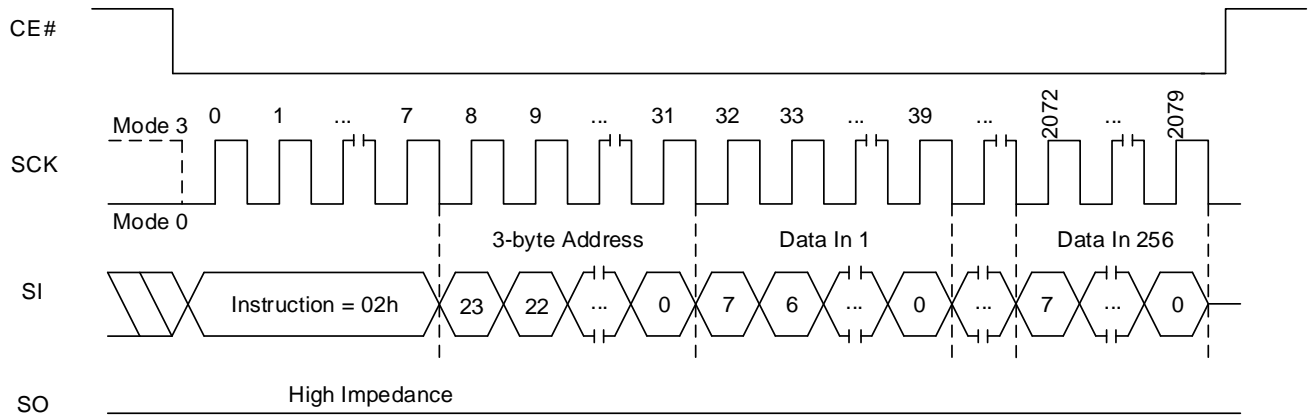 CE#
0 1 ... 7 8 9 ... 31 32 33 ... 39 ... 2072 ... 2079
Mode 3
SCK
Mode 0
3-byte Address Data In 1 Data In 256
SI
Instruction = 02h 23 22 ... 0 7 6 ... 0 ... 7 ... 0
High Impedance
SO